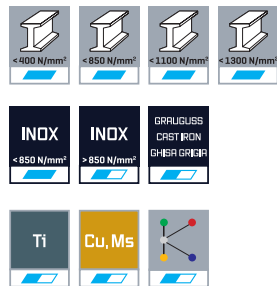 <400 N/mm²
<850 N/mm²
<1100 N/mm²
<1300 N/mm²
INOX
<850 N/mm²
INOX
>850 N/mm²
GRAUGUSS
CAST IRON
GHISA GRIGIA
Ti
Cu, Ms